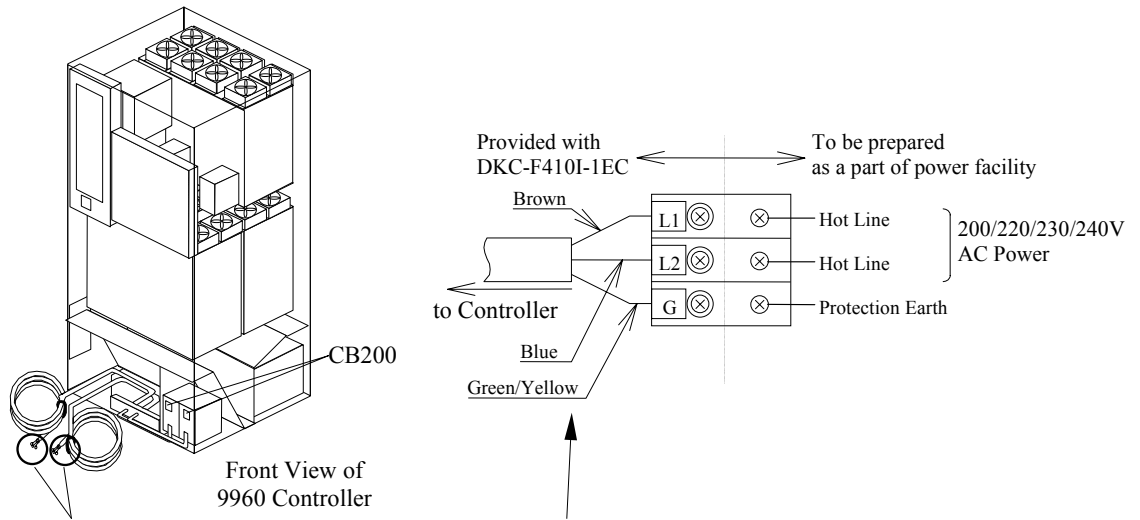 Provided with
DKC-F410I-1EC
To be prepared
as a part of power facility
Brown
L1
Hot Line
200/220/230/240V
AC Power
L2
Hot Line
G
Protection Earth
to Controller
Blue
Green/Yellow
CB200
Front View of
9960 Controller